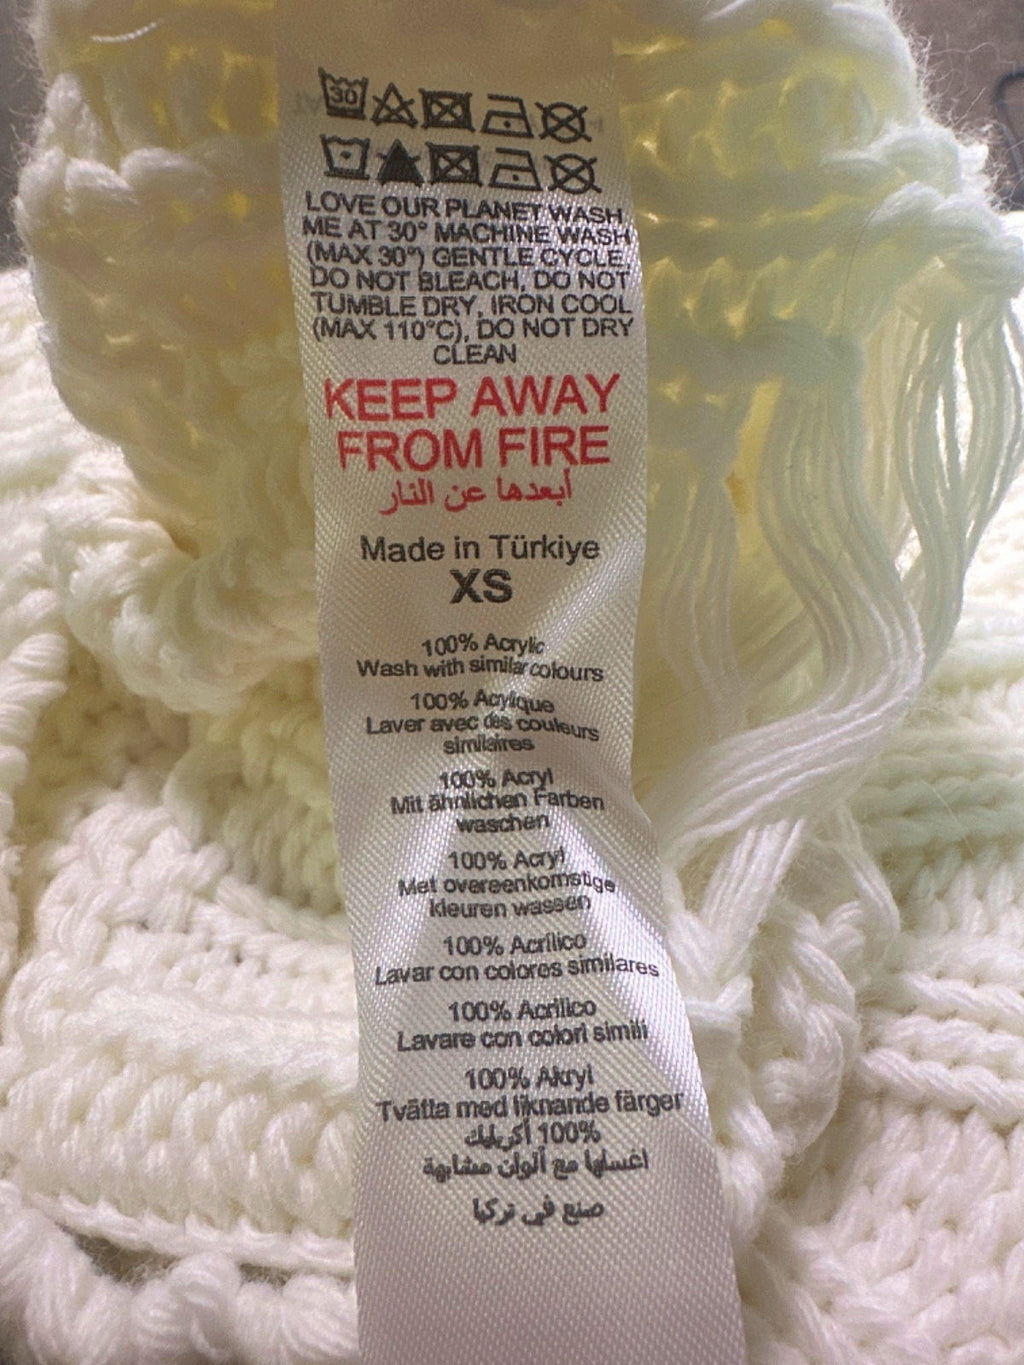 30
LOVE OUR PLANET WASH
ME AT 30° MACHINE WASH
(MAX 30°) GENTLE CYCLE,
DO NOT BLEACH, DO NOT
TUMBLE DRY, IRON COOL
(MAX 110°C), DO NOT DRY
CLEAN
KEEP AWAY
FROM FIRE
أبعدها عن النار
Made in Türkiye
XS
100% Acrylic
Wash with similar colours
100% Acrylique
Laver avec des couleurs
similaires
100% Acryl
Mit ähnlichen Farben
waschen
100% Acryl
Met overeenkomstige
kleuren wassen
100% Acrílico
Lavar con colores similares
100% Acrilico
Lavare con colori simili
100% Akryl
Tvätta med liknande färger
100% أكريليك
اغسلها مع ألوان مشابهة
صنع في تركيا